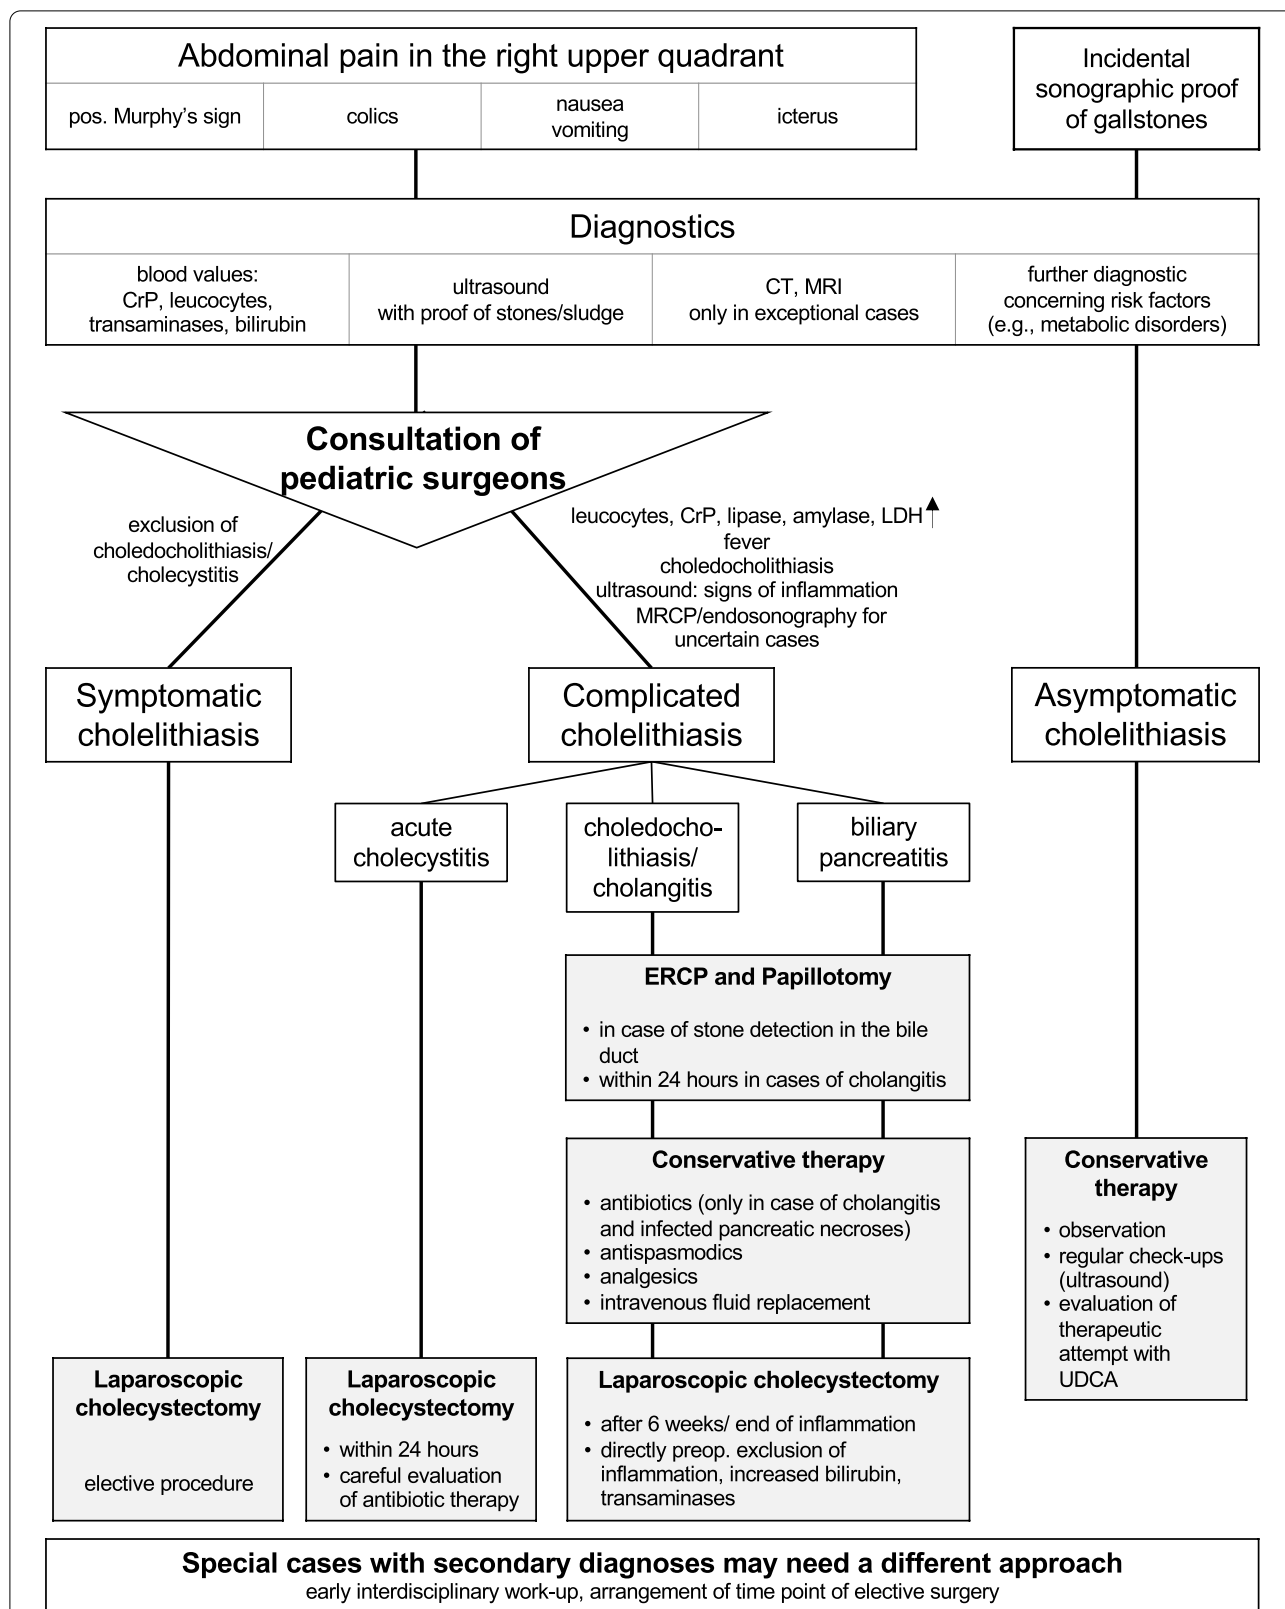 Abdominal pain in the right upper quadrant
pos. Murphy's sign
colics
nausea
vomiting
icterus
Incidental
sonographic proof
of gallstones
Diagnostics
blood values:
CrP, leucocytes,
transaminases, bilirubin
ultrasound
with proof of stones/sludge
CT, MRI
only in exceptional cases
further diagnostic
concerning risk factors
(e.g., metabolic disorders)
Consultation of
pediatric surgeons
exclusion of
choledocholithiasis/
cholecystitis
leucocytes, CrP, lipase, amylase, LDH
fever
choledocholithiasis
ultrasound: signs of inflammation
MRCP/endosonography for
uncertain cases
Symptomatic
cholelithiasis
Complicated
cholelithiasis
Asymptomatic
cholelithiasis
acute
cholecystitis
choledocho-
lithiasis/
cholangitis
biliary
pancreatitis
ERCP and Papillotomy
• in case of stone detection in the bile
duct
• within 24 hours in cases of cholangitis
Conservative therapy
• antibiotics (only in case of cholangitis
and infected pancreatic necroses)
• antispasmodics
• analgesics
• intravenous fluid replacement
Conservative
therapy
• observation
• regular check-ups
(ultrasound)
• evaluation of
therapeutic
attempt with
UDCA
Laparoscopic
cholecystectomy
elective procedure
Laparoscopic
cholecystectomy
• within 24 hours
• careful evaluation
of antibiotic therapy
Laparoscopic cholecystectomy
• after 6 weeks/ end of inflammation
• directly preop. exclusion of
inflammation, increased bilirubin,
transaminases
Special cases with secondary diagnoses may need a different approach
early interdisciplinary work-up, arrangement of time point of elective surgery